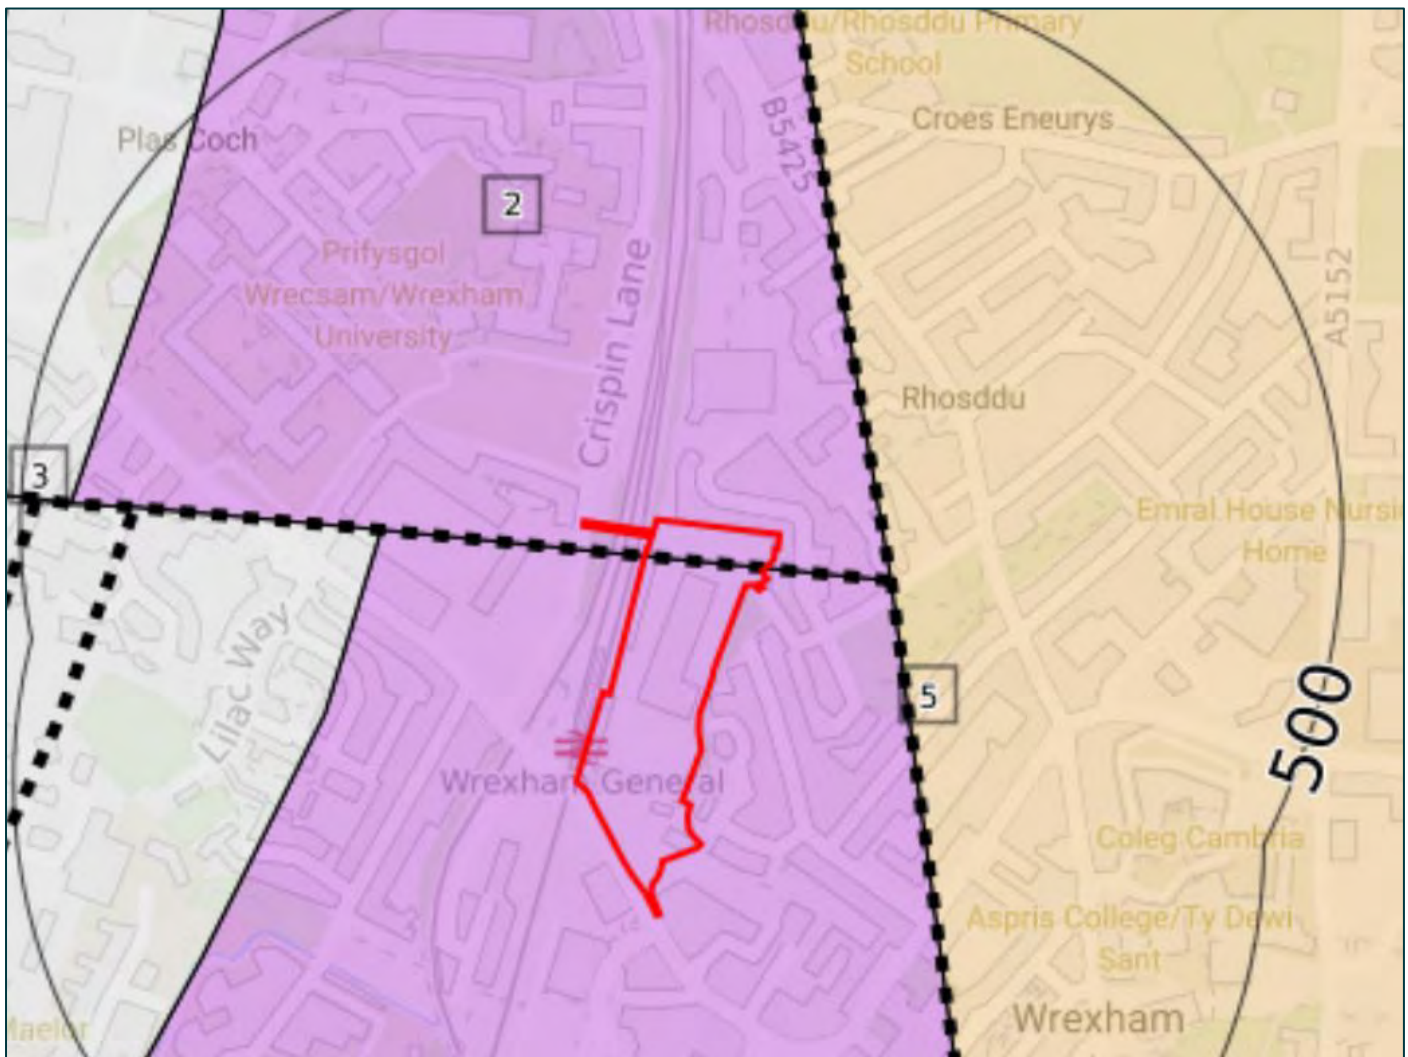 Rhosddu/Rhosddu Primary
School
Croes Eneurys
Plas Coch
B5425
2
Prifysgol
Wrecsam/Wrexham
University
Crispin Lane
A5152
Rhosddu
3
Emral House Nursi
Home
Lilac Way
5
500
Wrexham General
Coleg Cambria
Aspris College/Ty Dewi
Sant
Wrexham
Maelor